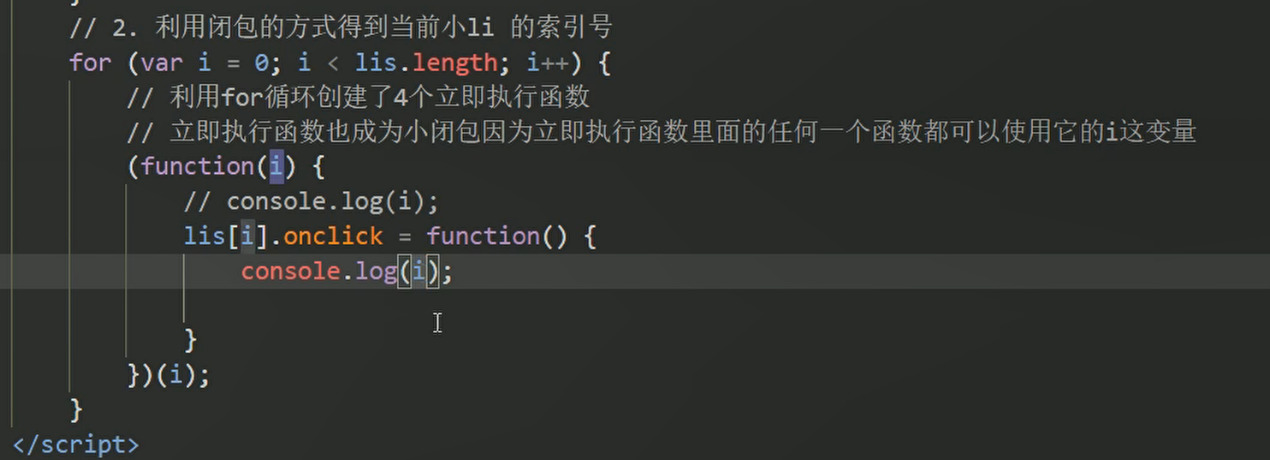 }
// 2. 利用闭包的方式得到当前小li 的索引号
for (var i = 0; i < lis.length; i++) {
// 利用for循环创建了4个立即执行函数
// 立即执行函数也成为小闭包因为立即执行函数里面的任何一个函数都可以使用它的i这变量
(function(i) {
// console.log(i);
lis[i].onclick = function() {
console.log(i);
}
})(i);
}
</script>